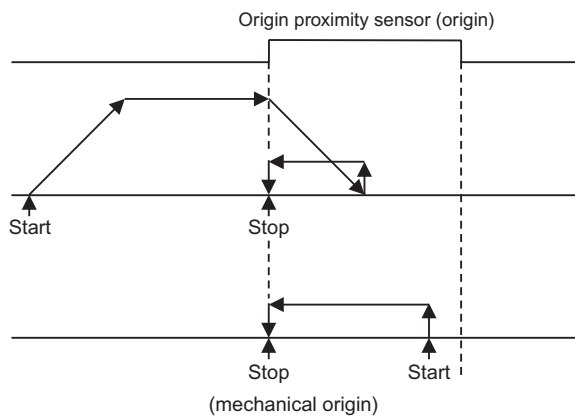 Origin proximity sensor (origin)
Start
Stop
Stop
Start
(mechanical origin)